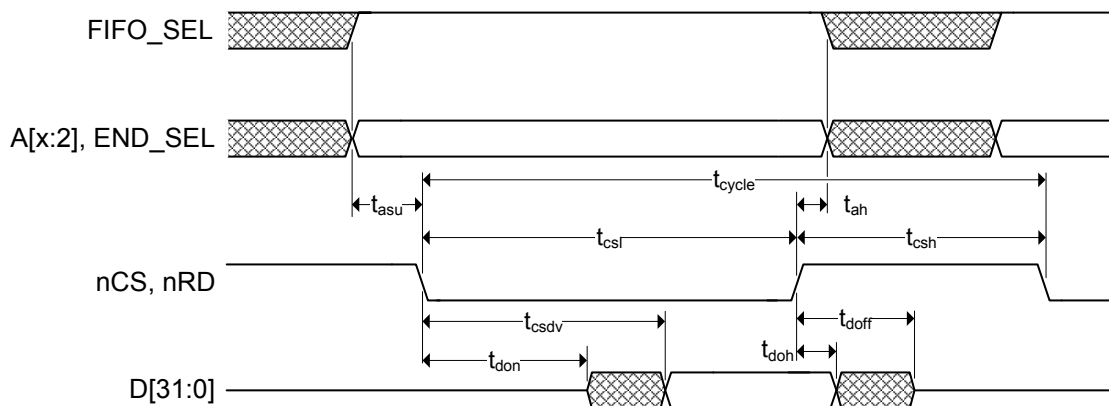 FIFO_SEL
A[x:2], END_SEL
tcycle
tasu
tah
tcsl
tcsh
nCS, nRD
tcsdv
tdoff
tdon
tdoh
D[31:0]